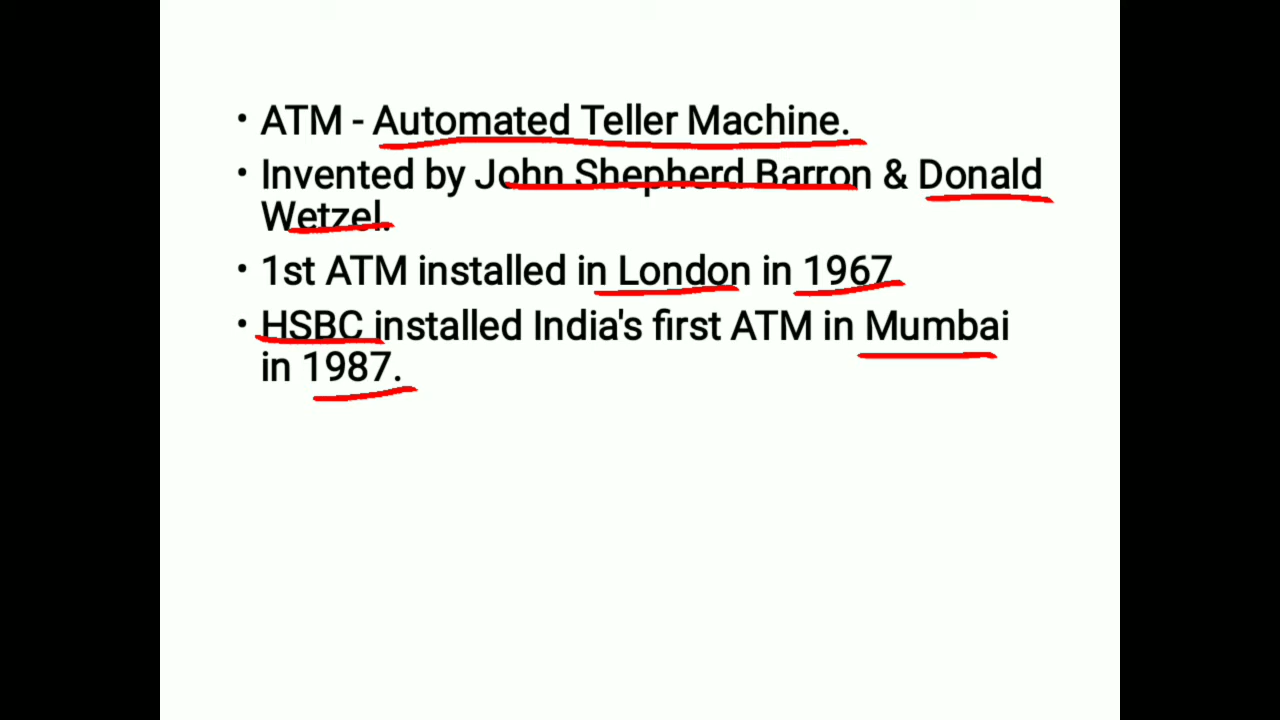 • ATM - Automated Teller Machine.
• Invented by John Shepherd Barron & Donald
Wetzel.
• 1st ATM installed in London in 1967
• HSBC installed India's first ATM in Mumbai
in 1987.